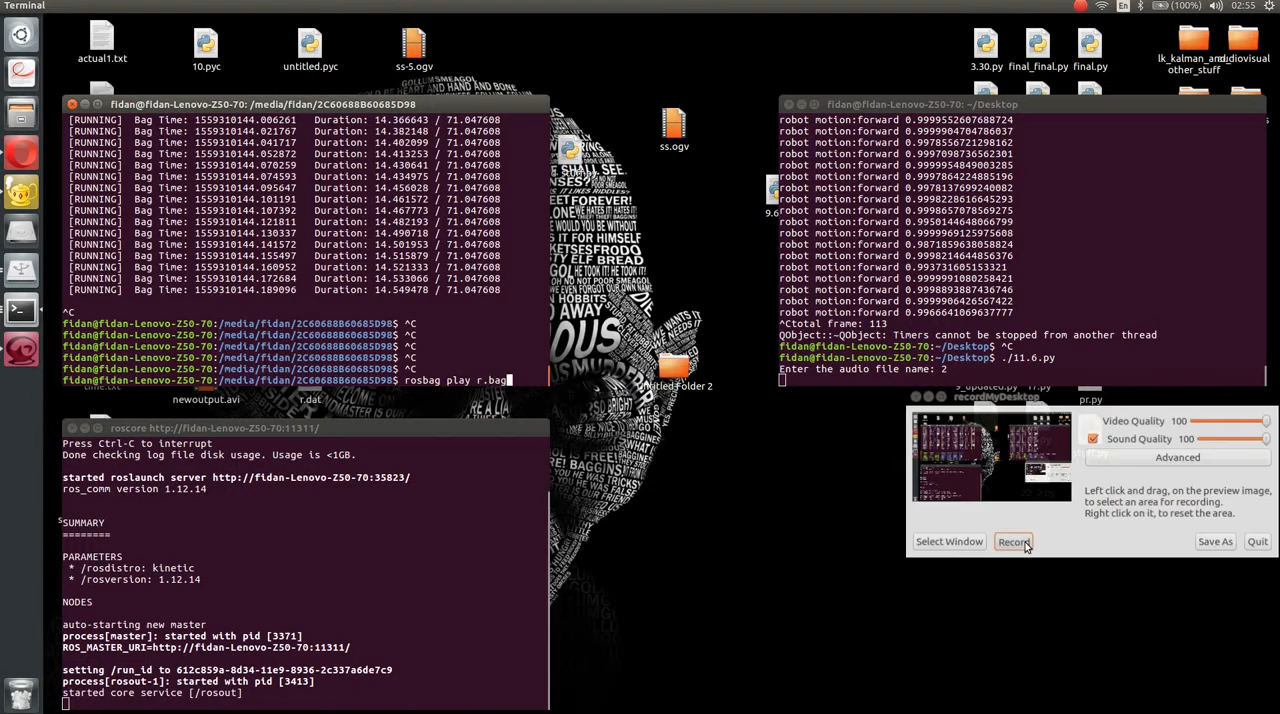 Terminal
En
(100%)
02:55
actual1.txt
10.pyc
untitled.pyc
ss-5.ogv
3.30.py
final_final.py
final.py
lk_kalman_and_
other_stuff
audiovisual
fidan@fidan-Lenovo-Z50-70: /media/fidan/2C60688B60685D98
[RUNNING]  Bag Time: 1559310144.006261   Duration: 14.366643 / 71.047608
[RUNNING]  Bag Time: 1559310144.021767   Duration: 14.382148 / 71.047608
[RUNNING]  Bag Time: 1559310144.041717   Duration: 14.402099 / 71.047608
[RUNNING]  Bag Time: 1559310144.052872   Duration: 14.413253 / 71.047608
[RUNNING]  Bag Time: 1559310144.070259   Duration: 14.430641 / 71.047608
[RUNNING]  Bag Time: 1559310144.074593   Duration: 14.434975 / 71.047608
[RUNNING]  Bag Time: 1559310144.095647   Duration: 14.456028 / 71.047608
[RUNNING]  Bag Time: 1559310144.101191   Duration: 14.461572 / 71.047608
[RUNNING]  Bag Time: 1559310144.107392   Duration: 14.467773 / 71.047608
[RUNNING]  Bag Time: 1559310144.121811   Duration: 14.482193 / 71.047608
[RUNNING]  Bag Time: 1559310144.130337   Duration: 14.490718 / 71.047608
[RUNNING]  Bag Time: 1559310144.141572   Duration: 14.501953 / 71.047608
[RUNNING]  Bag Time: 1559310144.155497   Duration: 14.515879 / 71.047608
[RUNNING]  Bag Time: 1559310144.160952   Duration: 14.521333 / 71.047608
[RUNNING]  Bag Time: 1559310144.172684   Duration: 14.533066 / 71.047608
[RUNNING]  Bag Time: 1559310144.189096   Duration: 14.549478 / 71.047608
^C
fidan@fidan-Lenovo-Z50-70:/media/fidan/2C60688B60685D98$ ^C
fidan@fidan-Lenovo-Z50-70:/media/fidan/2C60688B60685D98$ ^C
fidan@fidan-Lenovo-Z50-70:/media/fidan/2C60688B60685D98$ ^C
fidan@fidan-Lenovo-Z50-70:/media/fidan/2C60688B60685D98$ ^C
fidan@fidan-Lenovo-Z50-70:/media/fidan/2C60688B60685D98$ rosbag play r.bag
newoutput.avi
r.dat
ss.ogv
Untitled Folder 2
fidan@fidan-Lenovo-Z50-70: ~/Desktop
robot motion:forward 0.9999552607688724
robot motion:forward 0.9999904704786037
robot motion:forward 0.9978556721298162
robot motion:forward 0.9997098736562301
robot motion:forward 0.9999954849003285
robot motion:forward 0.9997864224885196
robot motion:forward 0.9978137699240082
robot motion:forward 0.9998228616645293
robot motion:forward 0.9998657078569275
robot motion:forward 0.9995014468066799
robot motion:forward 0.9993007438502498
robot motion:forward 0.9871859638058824
robot motion:forward 0.9998214644655196
robot motion:forward 0.9993731605153321
robot motion:forward 0.9999991080258421
robot motion:forward 0.9998893887436746
robot motion:forward 0.9999906426567422
robot motion:forward 0.9996641069637777
^Ctotal frame: 113
QObject::~QObject: Timers cannot be stopped from another thread
fidan@fidan-Lenovo-Z50-70:~/Desktop$ ^C
fidan@fidan-Lenovo-Z50-70:~/Desktop$ ./11.6.py
Enter the audio file name: 2
9_updated.py
pr.py
recordMyDesktop
Video Quality 100
Sound Quality 100
Advanced
Left click and drag, on the preview image,
to select an area for recording.
Right click on it, to reset the area.
Select Window
Record
Save As
Quit
roscore http://fidan-Lenovo-Z50-70:11311/
Press Ctrl-C to interrupt
Done checking log file disk usage. Usage is <1GB.
started roslaunch server http://fidan-Lenovo-Z50-70:35823/
ros_comm version 1.12.14
SUMMARY
========
PARAMETERS
* /rosdistro: kinetic
* /rosversion: 1.12.14
NODES
auto-starting new master
process[master]: started with pid [3371]
ROS_MASTER_URI=http://fidan-Lenovo-Z50-70:11311/
setting /run_id to 612c859a-8d34-11e9-8936-2c337a6de7c9
process[rosout-1]: started with pid [3413]
started core service [/rosout]